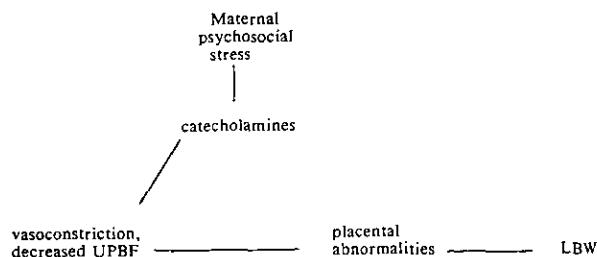 Maternal
psychosocial
stress
catecholamines
vasoconstriction,
decreased UPBF
placental
abnormalities
LBW